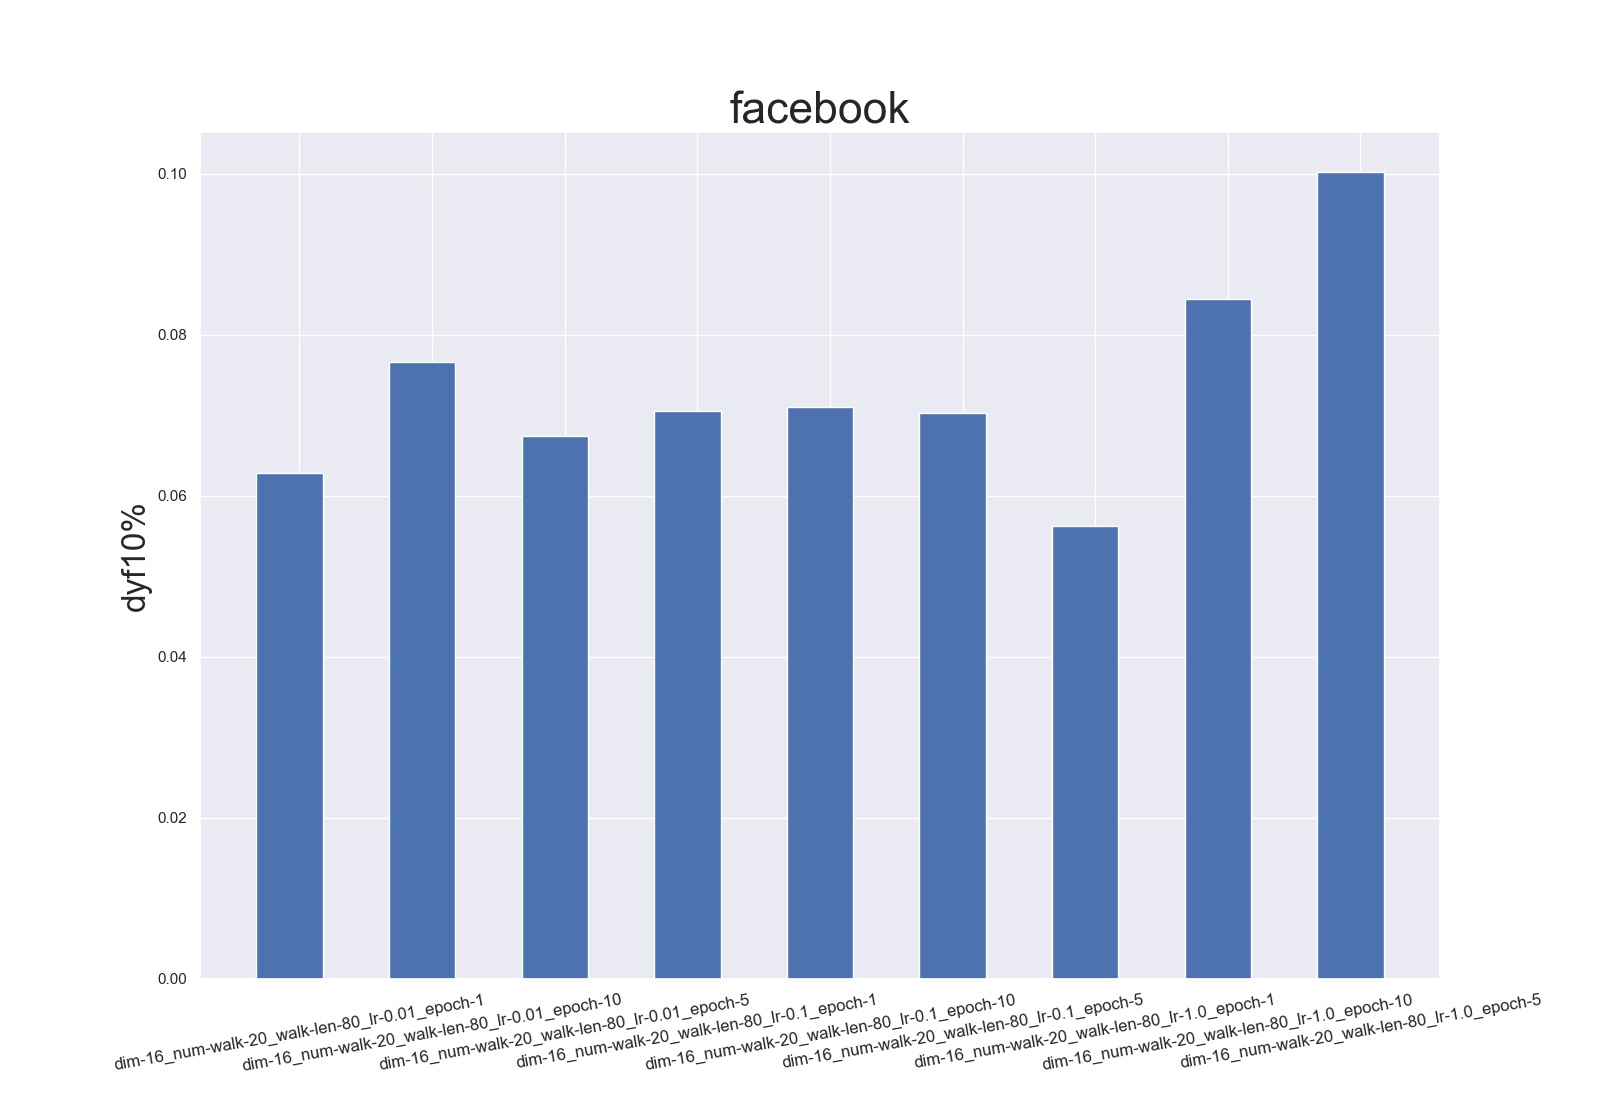 facebook
dyf10%
0.10
0.08
0.06
0.04
0.02
0.00
dim-16_num-walk-20_walk-len-80_lr-0.01_epoch-1
dim-16_num-walk-20_walk-len-80_lr-0.01_epoch-10
dim-16_num-walk-20_walk-len-80_lr-0.01_epoch-5
dim-16_num-walk-20_walk-len-80_lr-0.1_epoch-1
dim-16_num-walk-20_walk-len-80_lr-0.1_epoch-10
dim-16_num-walk-20_walk-len-80_lr-0.1_epoch-5
dim-16_num-walk-20_walk-len-80_lr-1.0_epoch-1
dim-16_num-walk-20_walk-len-80_lr-1.0_epoch-10
dim-16_num-walk-20_walk-len-80_lr-1.0_epoch-5